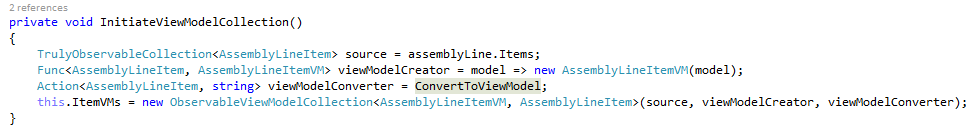 2 references
private void InitiateViewModelCollection()
{
    TrulyObservableCollection<AssemblyLineItem> source = assemblyLine.Items;
    Func<AssemblyLineItem, AssemblyLineItemVM> viewModelCreator = model => new AssemblyLineItemVM(model);
    Action<AssemblyLineItem, string> viewModelConverter = ConvertToViewModel;
    this.ItemVMs = new ObservableViewModelCollection<AssemblyLineItemVM, AssemblyLineItem>(source, viewModelCreator, viewModelConverter);
}